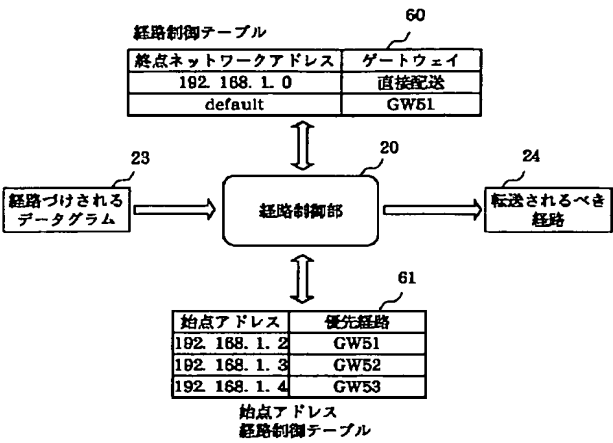 60
経路制御テーブル
終点ネットワークアドレス ゲートウェイ
192. 168. 1. 0 直接配送
default GW51
23
20
24
経路づけされる
データグラム
経路制御部
転送されるべき
経路
61
始点アドレス 優先経路
192. 168. 1. 2 GW51
192. 168. 1. 3 GW52
192. 168. 1. 4 GW53
始点アドレス
経路制御テーブル